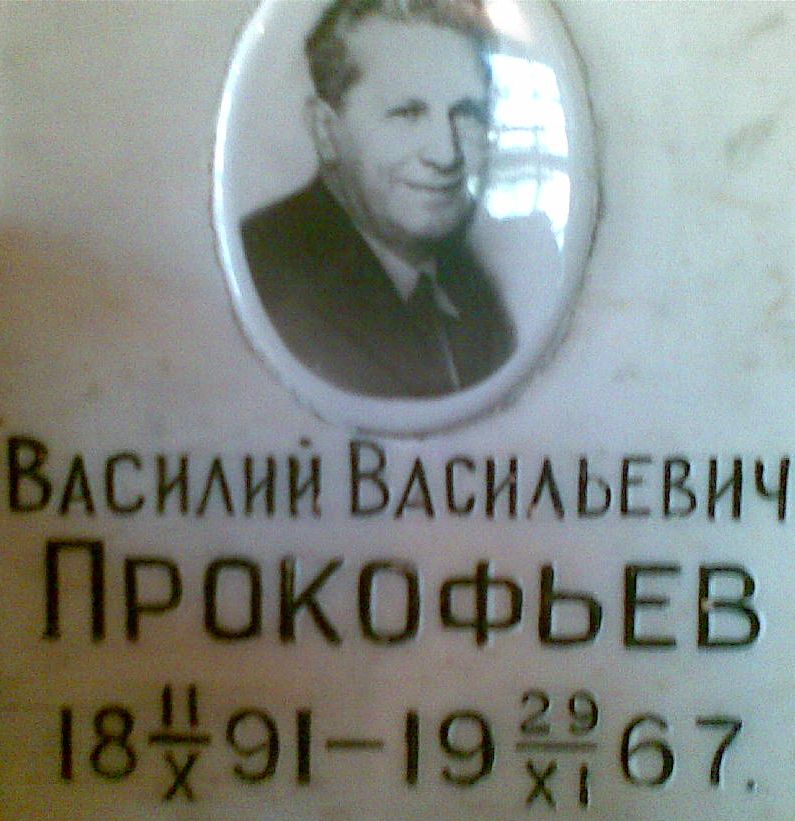 Василий Васильевич
Прокофьев
18 11/X 91–19 29/XI 67.